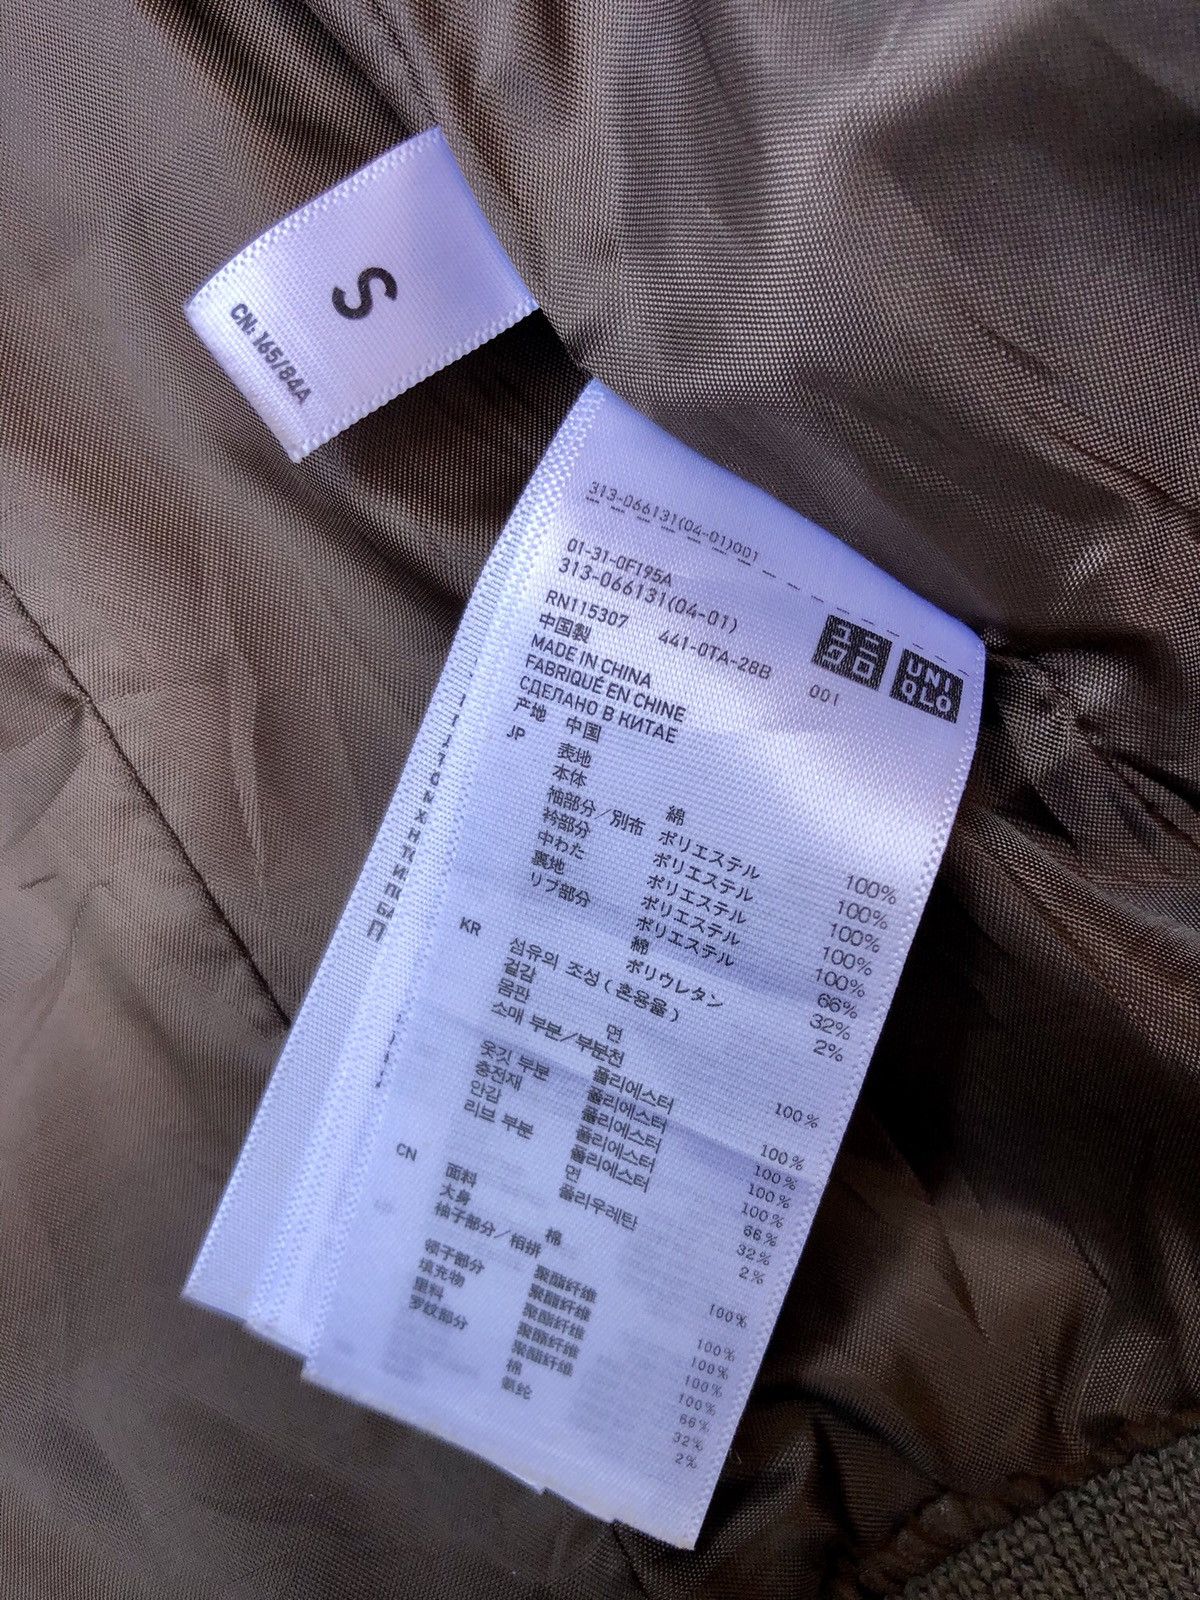 S
CN: 165/84A
313-066131(04-01)001
01-31-0F195A
313-066131(04-01)
RN115307 441-0TA-28B 001
ユニクロ
UNIQLO
中国製
MADE IN CHINA
FABRIQUÉ EN CHINE
СДЕЛАНО В КИТАЕ
产地 中国
JP 表地
本体 綿 100%
袖部分／別布 ポリエステル 100%
衿部分 ポリエステル 100%
中わた ポリエステル 100%
裏地 ポリエステル 100%
リブ部分 ポリエステル 66%
綿 32%
ポリウレタン 2%
KR 섬유의 조성 (혼용율)
겉감
몸판 면 100%
소매 부분/부분천 폴리에스터 100%
옷깃 부분 폴리에스터 100%
충전재 폴리에스터 100%
안감 폴리에스터 100%
리브 부분 폴리에스터 66%
면 32%
폴리우레탄 2%
CN 面料
大身 棉 100%
袖子部分/相拼 聚酯纤维 100%
领子部分 聚酯纤维 100%
填充物 聚酯纤维 100%
里料 聚酯纤维 100%
罗纹部分 聚酯纤维 66%
棉 32%
氨纶 2%